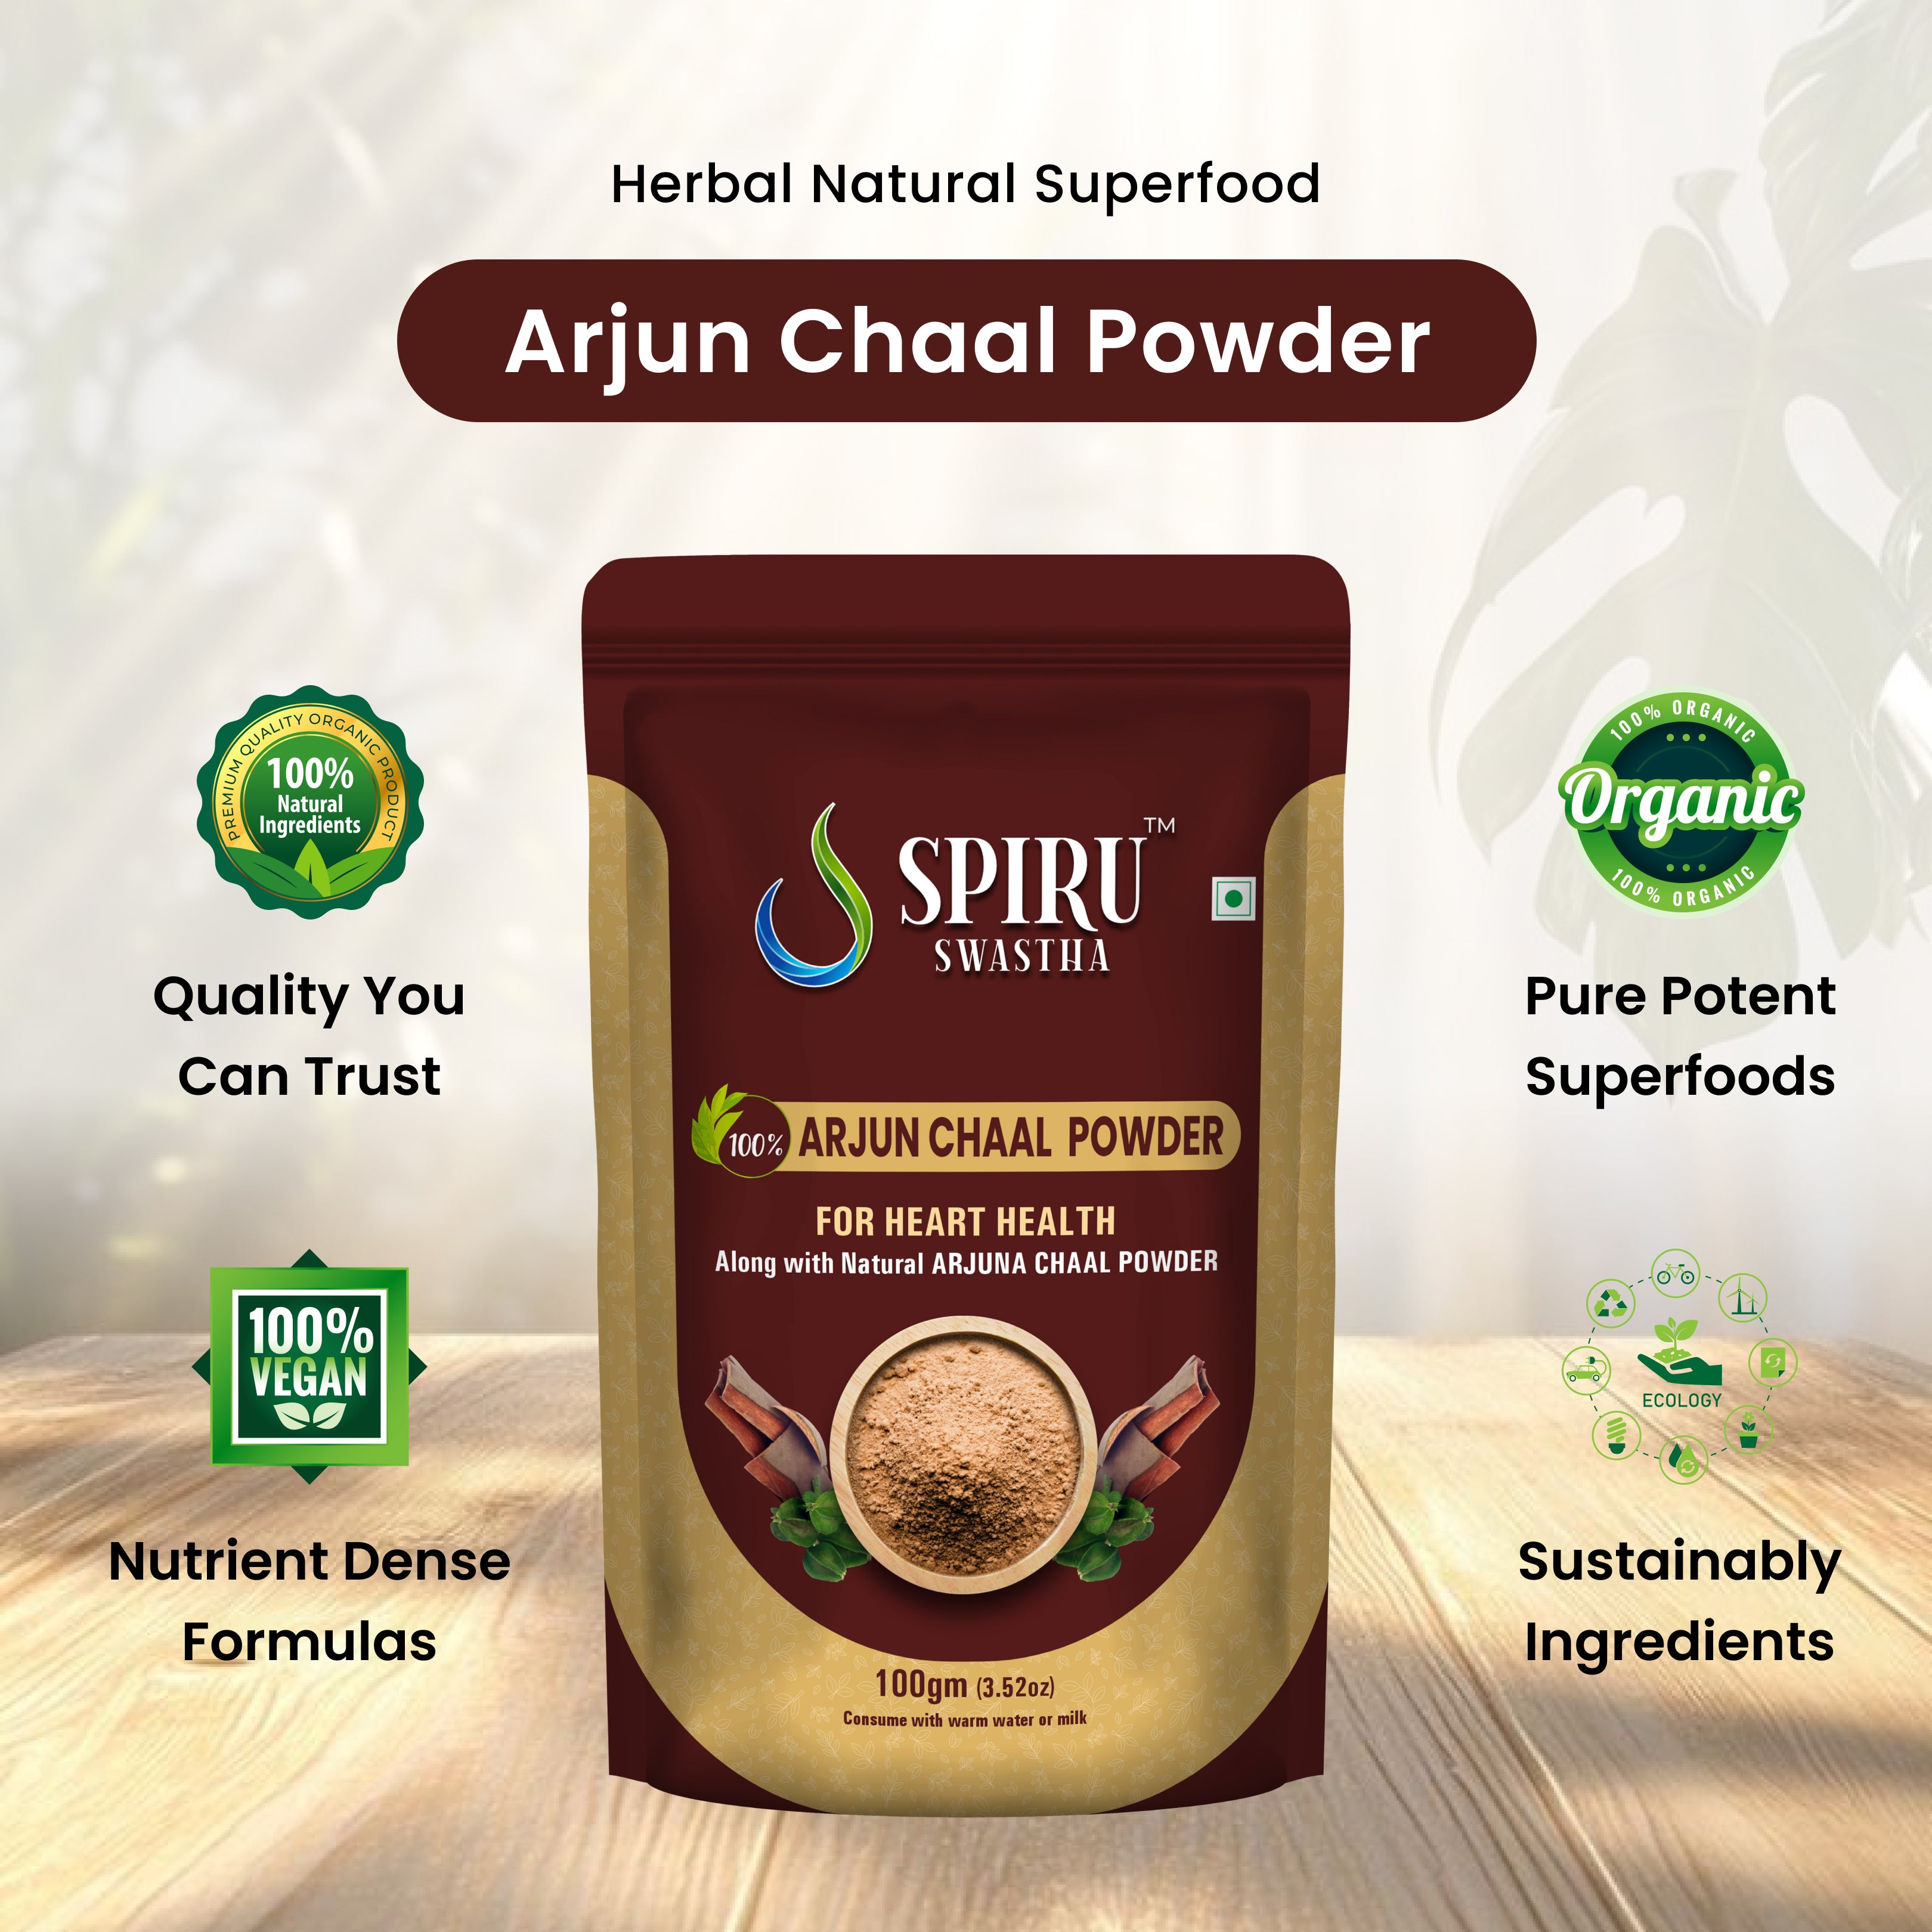 Herbal Natural Superfood
Arjun Chaal Powder
PREMIUM QUALITY ORGANIC PRODUCT
100%
Natural
Ingredients
Quality You
Can Trust
100%
VEGAN
Nutrient Dense
Formulas
SPIRU™
SWASTHA
100% ARJUN CHAAL POWDER
FOR HEART HEALTH
Along with Natural ARJUNA CHAAL POWDER
100gm (3.52oz)
Consume with warm water or milk
100% ORGANIC
Organic
100% ORGANIC
Pure Potent
Superfoods
ECOLOGY
Sustainably
Ingredients